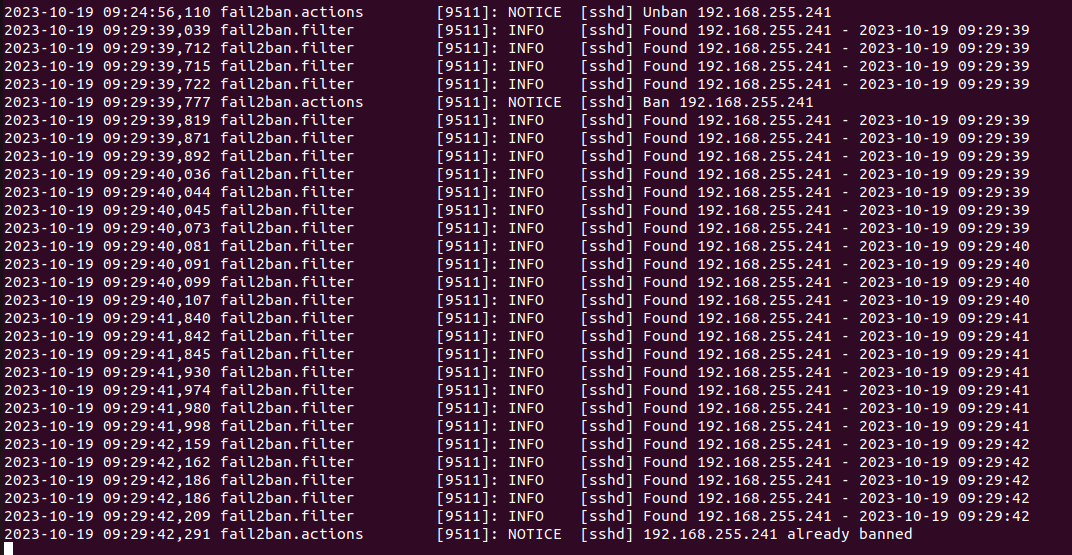 2023-10-19 09:24:56,110 fail2ban.actions        [9511]: NOTICE  [sshd] Unban 192.168.255.241
2023-10-19 09:29:39,039 fail2ban.filter         [9511]: INFO    [sshd] Found 192.168.255.241 - 2023-10-19 09:29:39
2023-10-19 09:29:39,712 fail2ban.filter         [9511]: INFO    [sshd] Found 192.168.255.241 - 2023-10-19 09:29:39
2023-10-19 09:29:39,715 fail2ban.filter         [9511]: INFO    [sshd] Found 192.168.255.241 - 2023-10-19 09:29:39
2023-10-19 09:29:39,722 fail2ban.filter         [9511]: INFO    [sshd] Found 192.168.255.241 - 2023-10-19 09:29:39
2023-10-19 09:29:39,777 fail2ban.actions        [9511]: NOTICE  [sshd] Ban 192.168.255.241
2023-10-19 09:29:39,819 fail2ban.filter         [9511]: INFO    [sshd] Found 192.168.255.241 - 2023-10-19 09:29:39
2023-10-19 09:29:39,871 fail2ban.filter         [9511]: INFO    [sshd] Found 192.168.255.241 - 2023-10-19 09:29:39
2023-10-19 09:29:39,892 fail2ban.filter         [9511]: INFO    [sshd] Found 192.168.255.241 - 2023-10-19 09:29:39
2023-10-19 09:29:40,036 fail2ban.filter         [9511]: INFO    [sshd] Found 192.168.255.241 - 2023-10-19 09:29:39
2023-10-19 09:29:40,044 fail2ban.filter         [9511]: INFO    [sshd] Found 192.168.255.241 - 2023-10-19 09:29:39
2023-10-19 09:29:40,045 fail2ban.filter         [9511]: INFO    [sshd] Found 192.168.255.241 - 2023-10-19 09:29:39
2023-10-19 09:29:40,073 fail2ban.filter         [9511]: INFO    [sshd] Found 192.168.255.241 - 2023-10-19 09:29:39
2023-10-19 09:29:40,081 fail2ban.filter         [9511]: INFO    [sshd] Found 192.168.255.241 - 2023-10-19 09:29:40
2023-10-19 09:29:40,091 fail2ban.filter         [9511]: INFO    [sshd] Found 192.168.255.241 - 2023-10-19 09:29:40
2023-10-19 09:29:40,099 fail2ban.filter         [9511]: INFO    [sshd] Found 192.168.255.241 - 2023-10-19 09:29:40
2023-10-19 09:29:40,107 fail2ban.filter         [9511]: INFO    [sshd] Found 192.168.255.241 - 2023-10-19 09:29:40
2023-10-19 09:29:41,840 fail2ban.filter         [9511]: INFO    [sshd] Found 192.168.255.241 - 2023-10-19 09:29:41
2023-10-19 09:29:41,842 fail2ban.filter         [9511]: INFO    [sshd] Found 192.168.255.241 - 2023-10-19 09:29:41
2023-10-19 09:29:41,845 fail2ban.filter         [9511]: INFO    [sshd] Found 192.168.255.241 - 2023-10-19 09:29:41
2023-10-19 09:29:41,930 fail2ban.filter         [9511]: INFO    [sshd] Found 192.168.255.241 - 2023-10-19 09:29:41
2023-10-19 09:29:41,974 fail2ban.filter         [9511]: INFO    [sshd] Found 192.168.255.241 - 2023-10-19 09:29:41
2023-10-19 09:29:41,980 fail2ban.filter         [9511]: INFO    [sshd] Found 192.168.255.241 - 2023-10-19 09:29:41
2023-10-19 09:29:41,998 fail2ban.filter         [9511]: INFO    [sshd] Found 192.168.255.241 - 2023-10-19 09:29:41
2023-10-19 09:29:42,159 fail2ban.filter         [9511]: INFO    [sshd] Found 192.168.255.241 - 2023-10-19 09:29:42
2023-10-19 09:29:42,162 fail2ban.filter         [9511]: INFO    [sshd] Found 192.168.255.241 - 2023-10-19 09:29:42
2023-10-19 09:29:42,186 fail2ban.filter         [9511]: INFO    [sshd] Found 192.168.255.241 - 2023-10-19 09:29:42
2023-10-19 09:29:42,186 fail2ban.filter         [9511]: INFO    [sshd] Found 192.168.255.241 - 2023-10-19 09:29:42
2023-10-19 09:29:42,209 fail2ban.filter         [9511]: INFO    [sshd] Found 192.168.255.241 - 2023-10-19 09:29:42
2023-10-19 09:29:42,291 fail2ban.actions        [9511]: NOTICE  [sshd] 192.168.255.241 already banned